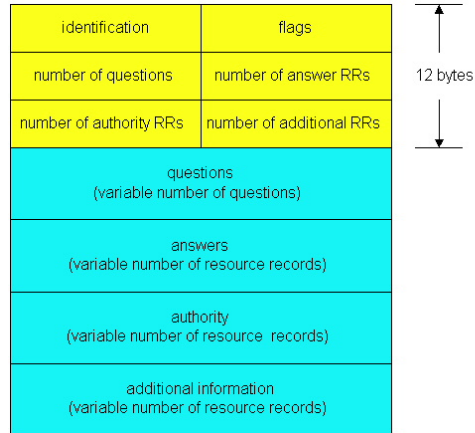 identification
flags
number of questions
number of answer RRs
12 bytes
number of authority RRs
number of additional RRs
questions
(variable number of questions)
answers
(variable number of resource records)
authority
(variable number of resource records)
additional information
(variable number of resource records)